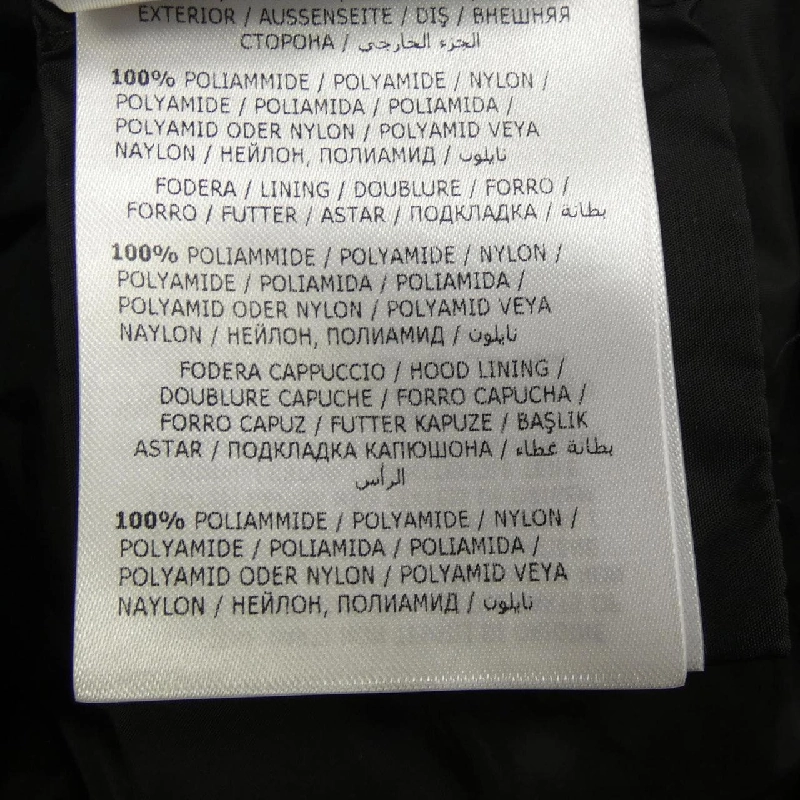 EXTERIOR / AUSSENSEITE / DIŞ / ВНЕШНЯЯ
СТОРОНА / الجزء الخارجي
100% POLIAMMIDE / POLYAMIDE / NYLON /
POLYAMIDE / POLIAMIDA / POLIAMIDA /
POLYAMID ODER NYLON / POLYAMID VEYA
NAYLON / НЕЙЛОН, ПОЛИАМИД / نايلون
FODERA / LINING / DOUBLURE / FORRO /
FORRO / FUTTER / ASTAR / ПОДКЛАДКА / بطانة
100% POLIAMMIDE / POLYAMIDE / NYLON /
POLYAMIDE / POLIAMIDA / POLIAMIDA /
POLYAMID ODER NYLON / POLYAMID VEYA
NAYLON / НЕЙЛОН, ПОЛИАМИД / نايلون
FODERA CAPPUCCIO / HOOD LINING /
DOUBLURE CAPUCHE / FORRO CAPUCHA /
FORRO CAPUZ / FUTTER KAPUZE / BAŞLIK
ASTAR / ПОДКЛАДКА КАПЮШОНА / بطانة غطاء
الرأس
100% POLIAMMIDE / POLYAMIDE / NYLON /
POLYAMIDE / POLIAMIDA / POLIAMIDA /
POLYAMID ODER NYLON / POLYAMID VEYA
NAYLON / НЕЙЛОН, ПОЛИАМИД / نايلون